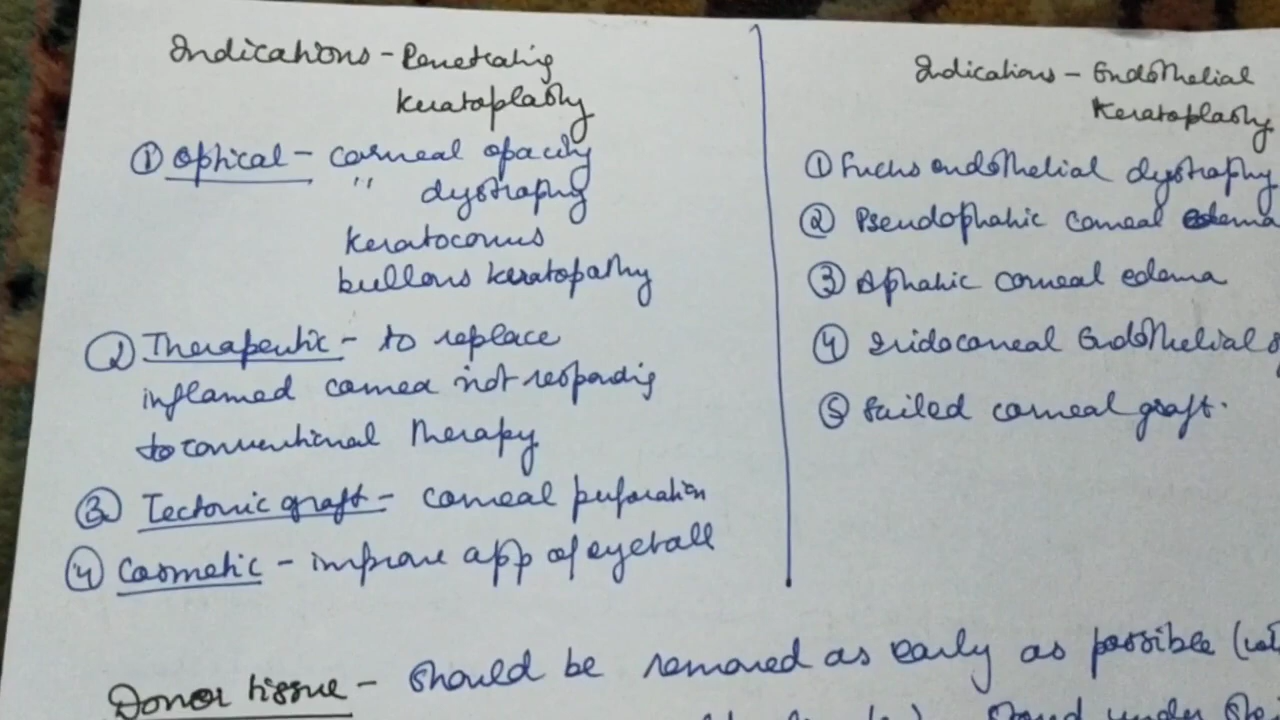 Indications - Penetrating
Keratoplasty
① Optical - corneal opacity
" dystrophy
Keratoconus
bullous keratopathy
② Therapeutic - to replace
inflamed cornea not responding
to conventional therapy
③ Tectonic graft - corneal perforation
④ Cosmetic - improve app of eyeball
Indications - Endothelial
Keratoplasty
① Fuchs endothelial dystrophy
② Pseudophakic corneal edema
③ Aphakic corneal edema
④ Iridocorneal Endothelial
⑤ Failed corneal graft.
Donor tissue - Should be removed as early as possible